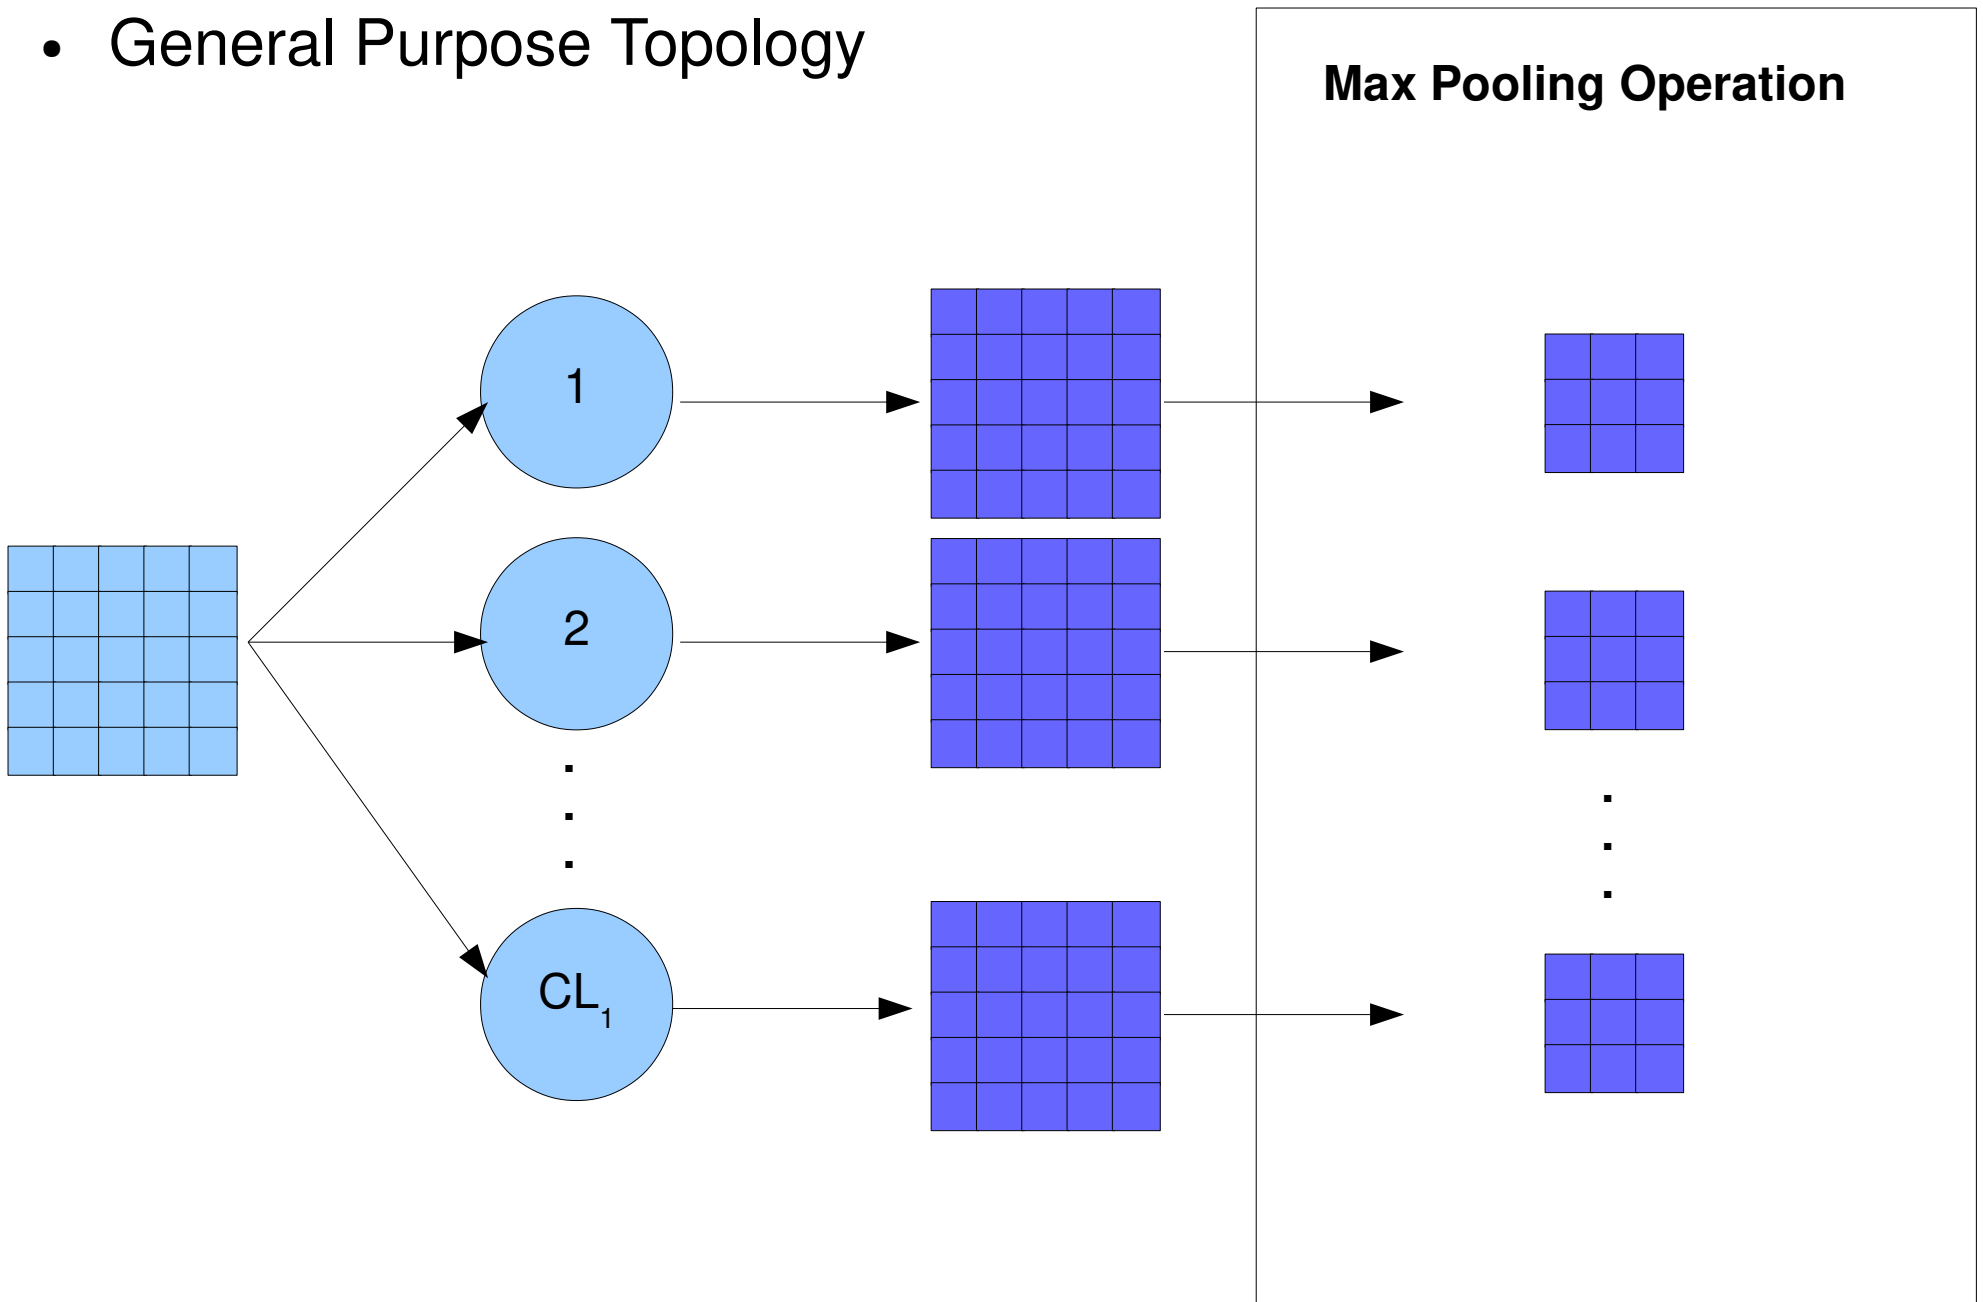 • General Purpose Topology
Max Pooling Operation
1
2
.
.
.
CL₁
.
.
.